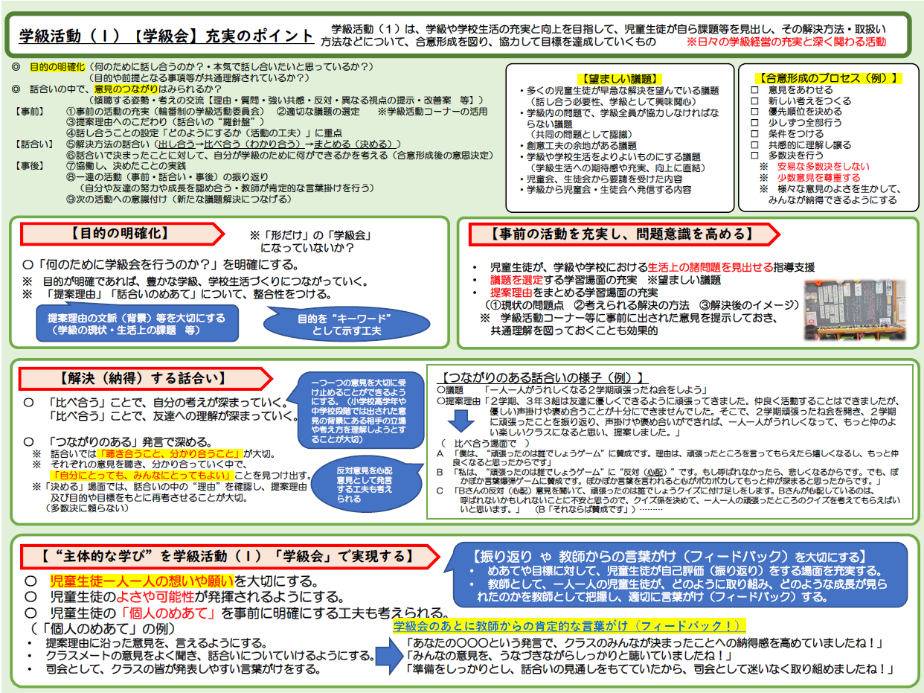 学級活動(1)【学級会】充実のポイント
学級活動(1)は、学級や学校生活の充実と向上を目指して、児童生徒が自ら課題等を見出し、その解決方法・取扱い
方法などについて、合意形成を図り、協力して目標を達成していくもの　※日々の学級経営の充実と深く関わる活動
◎ 目的の明確化（何のために話し合うのか？・本気で話し合いたいと思っているか？）
（目的や前提となる事項等が共通理解されているか？）
◎ 話合いの中で、意見のつながりはみられるか？
（傾聴する姿勢・考えの交流【理由・質問・強い共感・反対・異なる視点の提示・改善案　等】）
【事前】　①事前の活動の充実（輪番制の学級活動委員会）　②適切な議題の選定　※学級活動コーナーの活用
③提案理由へのこだわり（話合いの“羅針盤”）
④話し合うことの設定「どのようにするか（活動の工夫）」に重点
【話合い】　⑤解決方法の話合い（出し合う→比べ合う（わかり合う）→まとめる（決める））
⑥話合いで決まったことに対して、自分が学級のために何ができるかを考える（合意形成後の意思決定）
【事後】　⑦協働し、決めたことの実践
⑧一連の活動（事前・話合い・事後）の振り返り
（自分や友達の努力や成長を認め合う・教師が肯定的な言葉掛けを行う）
⑨次の活動への意識付け（新たな議題解決につなげる）
【望ましい議題】
・多くの児童生徒が早急な解決を望んでいる議題
（話し合う必要性、学級として興味関心）
・学級内の問題で、学級全員が協力しなければな
らない議題
（共同の問題として認識）
・創意工夫の余地がある議題
・学級や学校生活をよりよいものにする議題
（学級生活への期待感や充実、向上に直結）
・児童会、生徒会から要請を受けた内容
・学級から児童会・生徒会へ発信する内容
【合意形成のプロセス（例）】
□　意見をあわせる
□　新しい考えをつくる
□　優先順位を決める
□　少しずつ全部行う
□　条件をつける
□　共感的に理解し譲る
□　多数決を行う
※　安易な多数決をしない
※　少数意見を尊重する
※　様々な意見のよさを生かして、
みんなが納得できるようにする
【目的の明確化】
※「形だけ」の「学級会」
になっていないか？
○「何のために学級会を行うのか？」を明確にする。
※　目的が明確であれば、豊かな学級、学校生活づくりにつながっていく。
※　「提案理由」「話合いのめあて」について、整合性をつける。
提案理由の文脈（背景）等を大切にする
（学級の現状・生活上の課題　等）
目的を“キーワード”
として示す工夫
【事前の活動を充実し、問題意識を高める】
・　児童生徒が、学級や学校における生活上の諸問題を見出せる指導支援
・　議題を選定する学習場面の充実　※望ましい議題
・　提案理由をまとめる学習場面の充実
（①現状の問題点　②考えられる解決の方法　③解決後のイメージ）
※　学級活動コーナー等に事前に出された意見を提示しておき、
共通理解を図っておくことも効果的
【解決（納得）する話合い】
○　「比べ合う」ことで、自分の考えが深まっていく。
「比べ合う」ことで、友達への理解が深まっていく。
○　「つながりのある」発言で深める。
※　話合いでは「聴き合うこと、分かり合うこと」が大切。
※　それぞれの意見を聴き、分かり合っていく中で、
「自分にとっても、みんなにとってもよい」ことを見つけ出す。
※「決める」場面では、話合いの中の“理由”を確認し、提案理由
及び目的や目標をもとに再考させることが大切。
（多数決に頼らない）
一つ一つの意見を大切に受
け止めることができるよう
にする。（小学校高学年や
中学校段階では出された意
見の背景にある相手の立場
や考え方を理解しようとす
ることが大切）
反対意見を心配
意見として発言
する工夫も考え
られる
【つながりのある話合いの様子（例）】
○議題　「一人一人がうれしくなる２学期頑張ったね会をしよう」
○提案理由「２学期、３年３組は友達に優しくできるように頑張ってきました。仲良く活動することはできましたが、
優しい声掛けや褒め合うことが十分にできませんでした。そこで、２学期頑張ったね会を開き、２学期
に頑張ったことを振り返り、声掛けや褒め合いができれば、一人一人がうれしくなって、もっと仲のよ
い楽しいクラスになると思い、提案しました。」
（　比べ合う場面で　）
A　「僕は、“頑張ったのは誰でしょうゲーム”に賛成です。理由は、頑張ったところを言ってもらえたら嬉しくなるし、もっと仲
良くなると思ったからです」
B　「私は、“頑張ったのは誰でしょうゲーム”に“反対（心配）”です。もし呼ばれなかったら、悲しくなるからです。でも、ぽ
かぽか言葉爆弾ゲームに賛成です。ぽかぽか言葉を言われると心がポカポカしてもっと仲が深まると思ったからです」。
C　「Bさんの反対（心配）意見を聞いて、頑張ったのは誰でしょうクイズに付け足しをします。Bさんが心配しているのは、
呼ばれないかもしれないことに不安と思うので、クイズ係を決めて、一人一人の頑張ったところのクイズを考えてもらえばい
いと思います。」　（B「それならば賛成です」）………
【“主体的な学び”を学級活動（1）「学級会」で実現する】
○　児童生徒一人一人の想いや願いを大切にする。
○　児童生徒のよさや可能性が発揮されるようにする。
○　児童生徒の「個人のめあて」を事前に明確にする工夫も考えられる。
（「個人のめあて」の例）
・　提案理由に沿った意見を、言えるようにする。
・　クラスメートの意見をよく聞き、話合いについていけるようにする。
・　司会として、クラスの皆が発表しやすい言葉がけをする。
【振り返り　や　教師からの言葉がけ（フィードバック）を大切にする】
・　めあてや目標に対して、児童生徒が自己評価（振り返り）をする場面を充実する。
・　教師として、一人一人の児童生徒が、どのように取り組み、どのような成長が見ら
れたのかを教師として把握し、適切に言葉がけ（フィードバック）する。
学級会のあとに教師からの肯定的な言葉がけ（フィードバック！）
「あなたの○○○という発言で、クラスのみんなが決まったことへの納得感を高めていましたね！」
「みんなの意見を、うなづきながらしっかりと聴いていましたね！」
「準備をしっかりとし、話合いの見通しをもてていたから、司会として迷いなく取り組めましたね！」